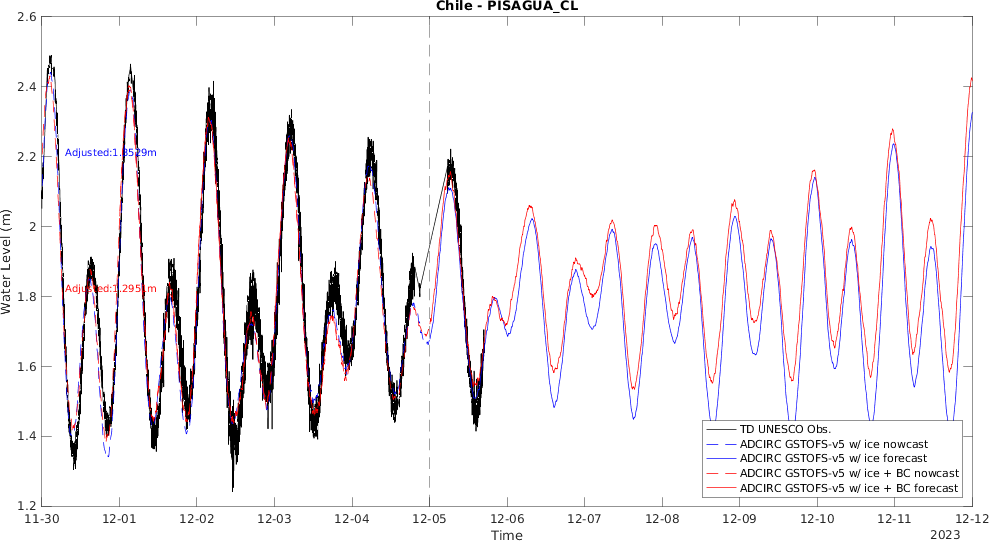 Chile - PISAGUA_CL
2.6
2.4
2.2
2
1.8
1.6
1.4
1.2
Water Level (m)
Adjusted:1.3529m
Adjusted:1.2951m
TD UNESCO Obs.
ADCIRC GSTOFS-v5 w/ ice nowcast
ADCIRC GSTOFS-v5 w/ ice forecast
ADCIRC GSTOFS-v5 w/ ice + BC nowcast
ADCIRC GSTOFS-v5 w/ ice + BC forecast
11-30 12-01 12-02 12-03 12-04 12-05 12-06 12-07 12-08 12-09 12-10 12-11 12-12
Time
2023